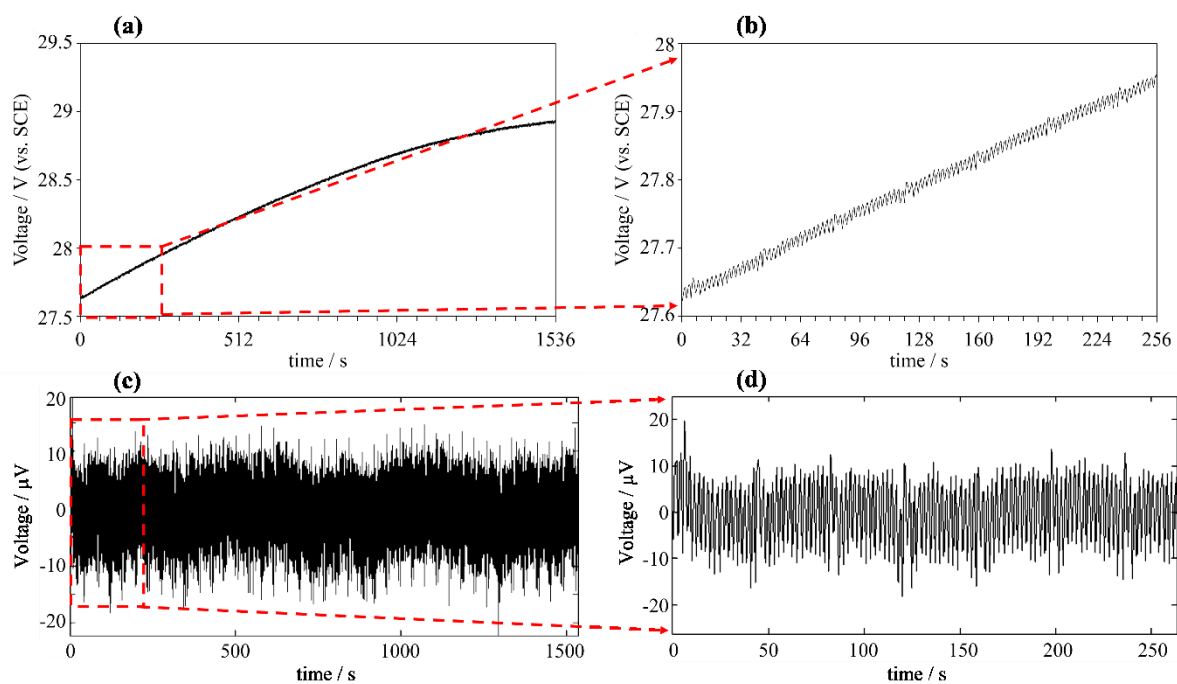 (a)
29.5
29
28.5
28
27.5
Voltage / V (vs. SCE)
0 512 1024 1536
time / s
(b)
28
27.9
27.8
27.7
27.6
Voltage / V (vs. SCE)
0 32 64 96 128 160 192 224 256
time / s
(c)
20
10
0
-10
-20
Voltage / µV
0 500 1000 1500
time / s
(d)
20
10
0
-10
-20
Voltage / µV
0 50 100 150 200 250
time / s